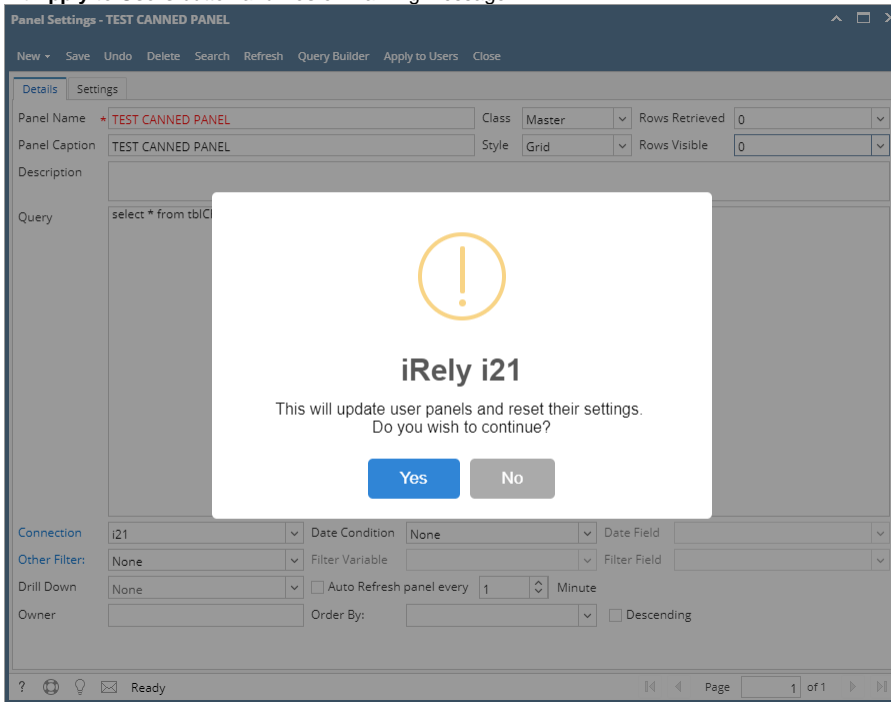 Panel Settings - TEST CANNED PANEL
New Save Undo Delete Search Refresh Query Builder Apply to Users Close
Details Settings
Panel Name * TEST CANNED PANEL Class Master Rows Retrieved 0
Panel Caption TEST CANNED PANEL Style Grid Rows Visible 0
Description
Query select * from
iRely i21
This will update user panels and reset their settings.
Do you wish to continue?
Yes No
Connection i21 Date Condition None Date Field
Other Filter: None Filter Variable Filter Field
Drill Down None Auto Refresh panel every 1 Minute
Owner Order By: Descending
? Ready Page 1 of 1